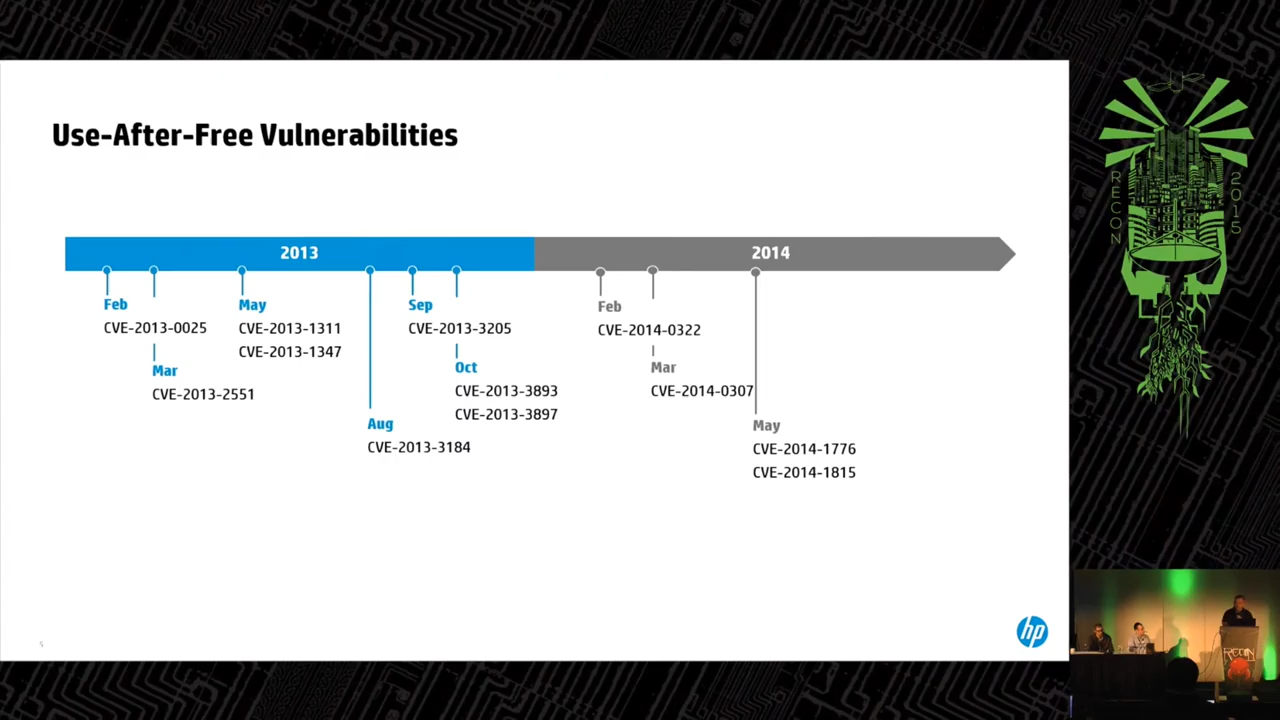 Use-After-Free Vulnerabilities
2013
2014
Feb
CVE-2013-0025
Mar
CVE-2013-2551
May
CVE-2013-1311
CVE-2013-1347
Aug
CVE-2013-3184
Sep
CVE-2013-3205
Oct
CVE-2013-3893
CVE-2013-3897
Feb
CVE-2014-0322
Mar
CVE-2014-0307
May
CVE-2014-1776
CVE-2014-1815
5
hp
RECON
2015
RECON